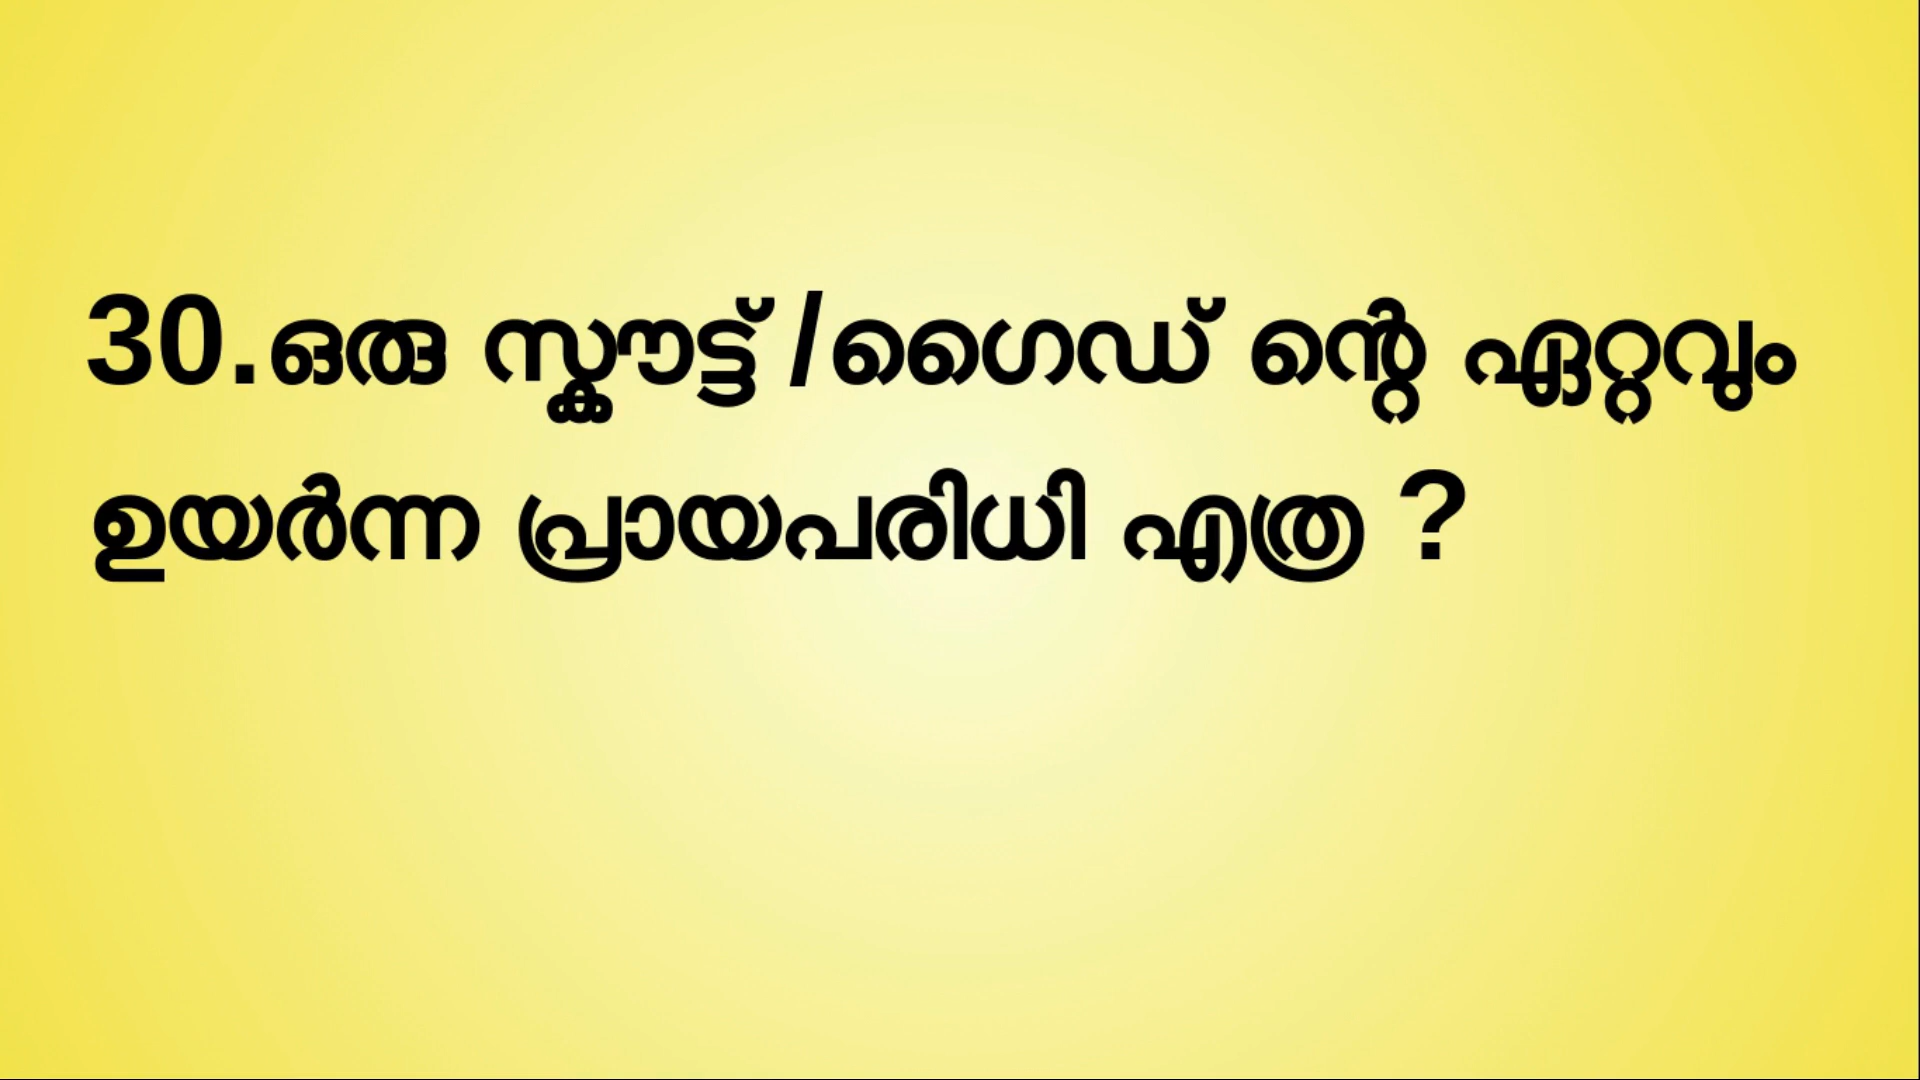 30.ഒരു സ്കൗട്ട് /ഗൈഡ് ന്റെ ഏറ്റവും
ഉയർന്ന പ്രായപരിധി എത്ര ?